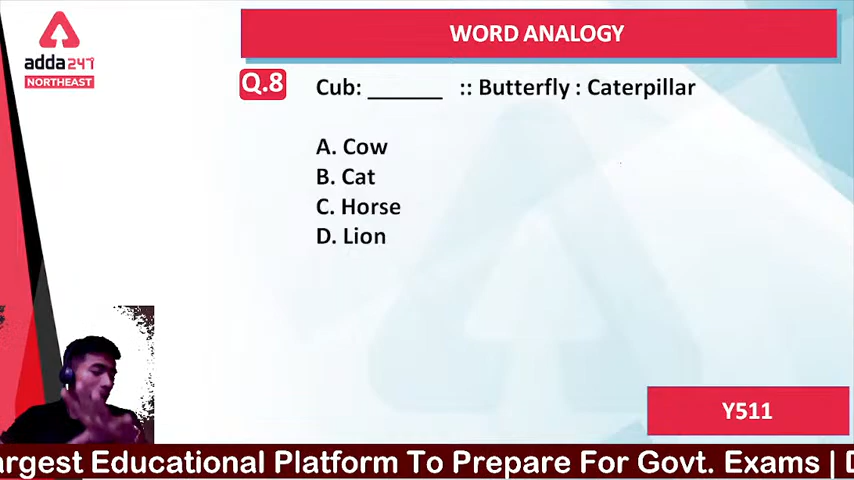 WORD ANALOGY
adda247
NORTHEAST
Q.8 Cub: ______ :: Butterfly : Caterpillar
A. Cow
B. Cat
C. Horse
D. Lion
Y511
argest Educational Platform To Prepare For Govt. Exams |